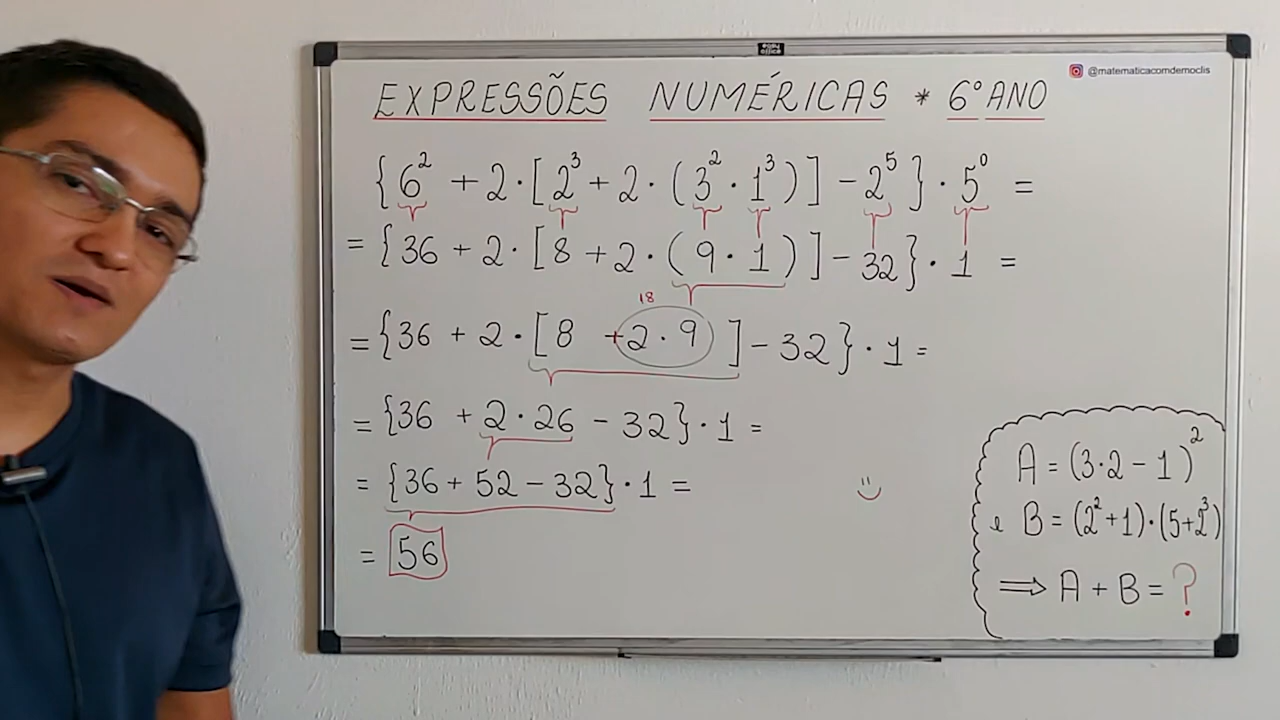 @matematicacomdemoclis
EXPRESSÕES NUMÉRICAS * 6º ANO
{6² + 2 · [2³ + 2 · (3² · 1³)] - 2⁵} · 5⁰ =
= {36 + 2 · [8 + 2 · (9 · 1)] - 32} · 1 =
18
= {36 + 2 · [8 + 2 · 9] - 32} · 1 =
= {36 + 2 · 26 - 32} · 1 =
= {36 + 52 - 32} · 1 =
= 56
A = (3·2 - 1)²
e B = (2² + 1)·(5+2³)
⟹ A + B = ?